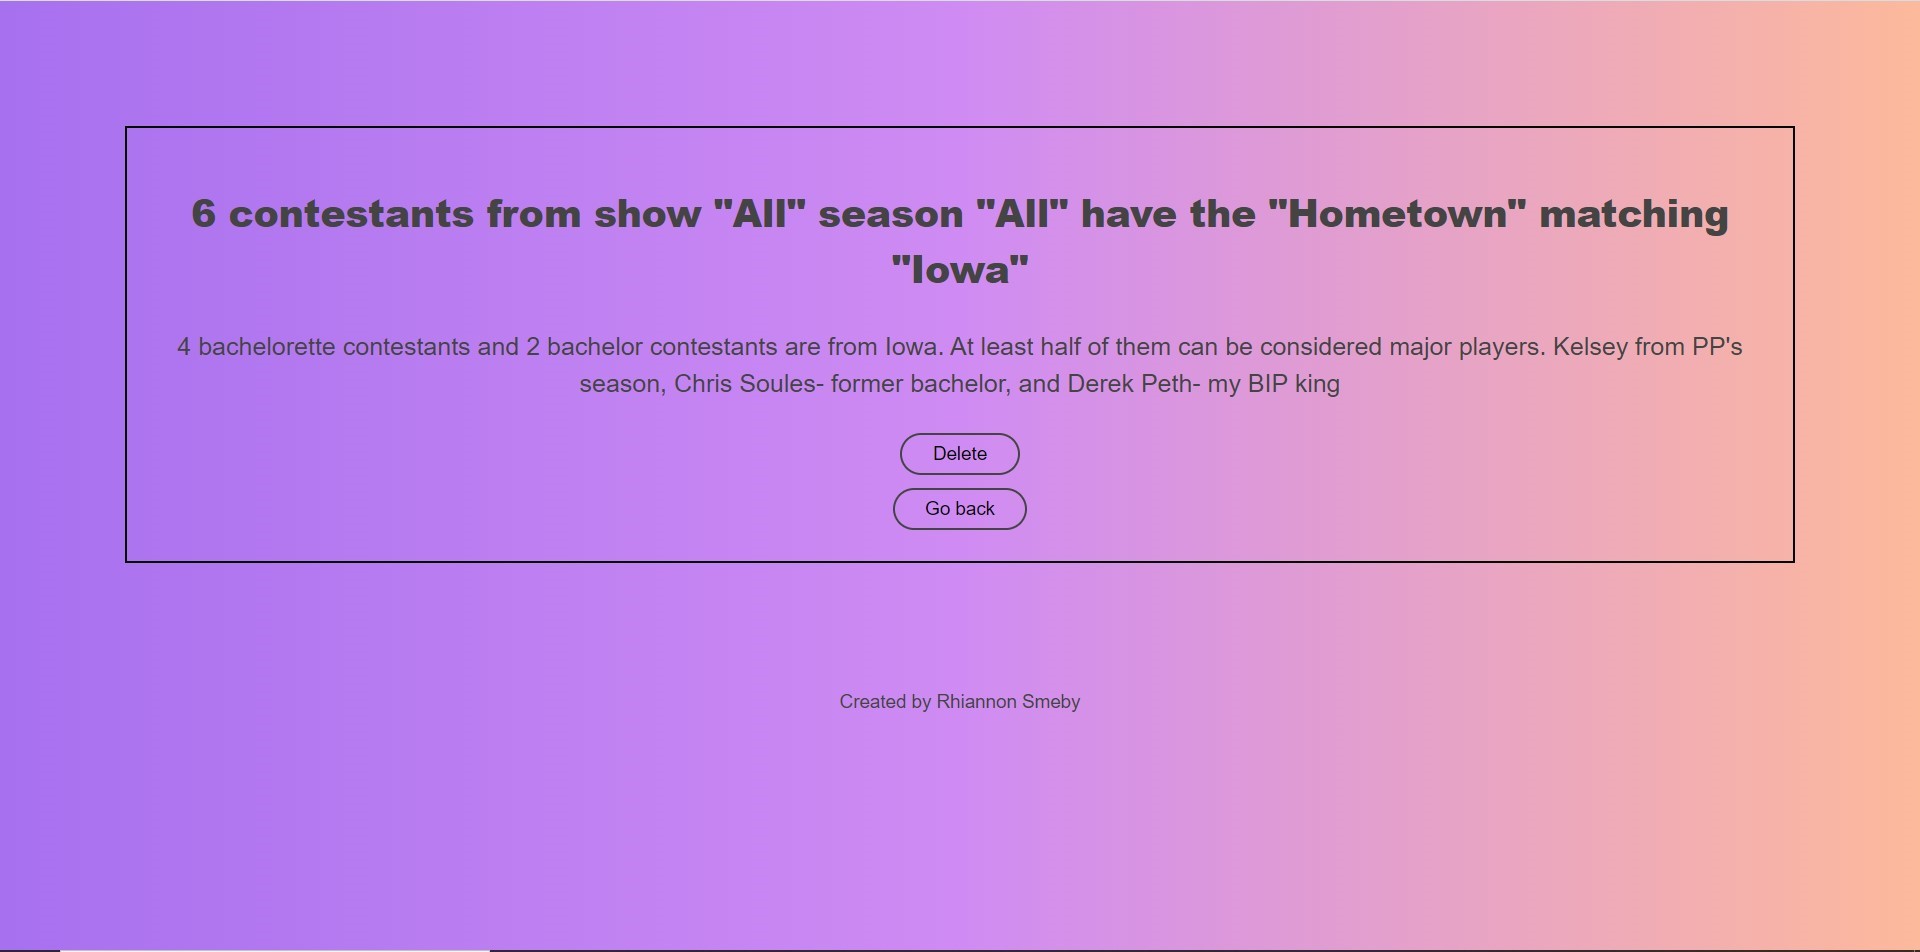 6 contestants from show "All" season "All" have the "Hometown" matching
"Iowa"
4 bachelorette contestants and 2 bachelor contestants are from Iowa. At least half of them can be considered major players. Kelsey from PP's
season, Chris Soules- former bachelor, and Derek Peth- my BIP king
Delete
Go back
Created by Rhiannon Smeby